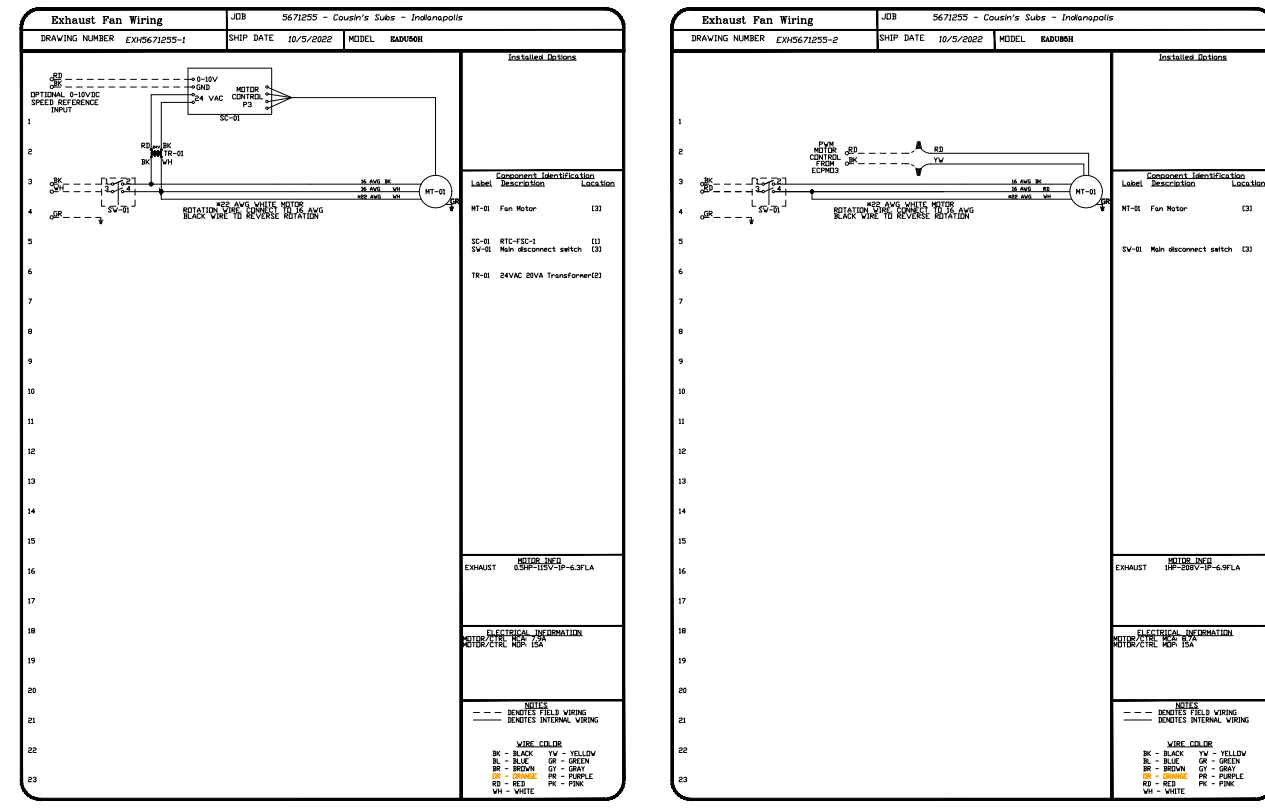 Exhaust Fan Wiring
JOB 5671255 - Cousin's Subs - Indianapolis
DRAWING NUMBER EXH5671255-1
SHIP DATE 10/5/2022
MODEL EADU50H
Installed Options
RD
BK
OPTIONAL 0-10VDC
SPEED REFERENCE
INPUT
0-10V
GND
24 VAC
MOTOR
CONTROL
P3
SC-01
RD
BK
TR-01
BK
WH
BK
WH
1
2
3
4
SW-01
GR
16 AWG BK
16 AWG WH
*22 AWG WH
MT-01
GR
*22 AWG WHITE MOTOR
ROTATION WIRE, CONNECT TO 16 AWG
BLACK WIRE TO REVERSE ROTATION
Component Identification
Label Description Location
MT-01 Fan Motor [3]
SC-01 RTC-FSC-1 [1]
SW-01 Main disconnect switch [3]
TR-01 24VAC 20VA Transformer[2]
1
2
3
4
5
6
7
8
9
10
11
12
13
14
15
16
17
18
19
20
21
22
23
MOTOR INFO
EXHAUST 0.5HP-115V-1P-6.3FLA
ELECTRICAL INFORMATION
MOTOR/CTRL MCA: 7.9A
MOTOR/CTRL MOP: 15A
NOTES
DENOTES FIELD WIRING
DENOTES INTERNAL WIRING
WIRE COLOR
BK - BLACK YW - YELLOW
BL - BLUE GR - GREEN
BR - BROWN GY - GRAY
OR - ORANGE PR - PURPLE
RD - RED PK - PINK
WH - WHITE
Exhaust Fan Wiring
JOB 5671255 - Cousin's Subs - Indianapolis
DRAWING NUMBER EXH5671255-2
SHIP DATE 10/5/2022
MODEL EADU85H
Installed Options
PWM
MOTOR
CONTROL
FROM
ECPM03
RD
BK
RD
YW
BK
RD
1
2
3
4
SW-01
GR
16 AWG BK
16 AWG RD
*22 AWG WH
MT-01
GR
*22 AWG WHITE MOTOR
ROTATION WIRE, CONNECT TO 16 AWG
BLACK WIRE TO REVERSE ROTATION
Component Identification
Label Description Location
MT-01 Fan Motor [3]
SW-01 Main disconnect switch [3]
1
2
3
4
5
6
7
8
9
10
11
12
13
14
15
16
17
18
19
20
21
22
23
MOTOR INFO
EXHAUST 1HP-208V-1P-6.9FLA
ELECTRICAL INFORMATION
MOTOR/CTRL MCA: 8.7A
MOTOR/CTRL MOP: 15A
NOTES
DENOTES FIELD WIRING
DENOTES INTERNAL WIRING
WIRE COLOR
BK - BLACK YW - YELLOW
BL - BLUE GR - GREEN
BR - BROWN GY - GRAY
OR - ORANGE PR - PURPLE
RD - RED PK - PINK
WH - WHITE